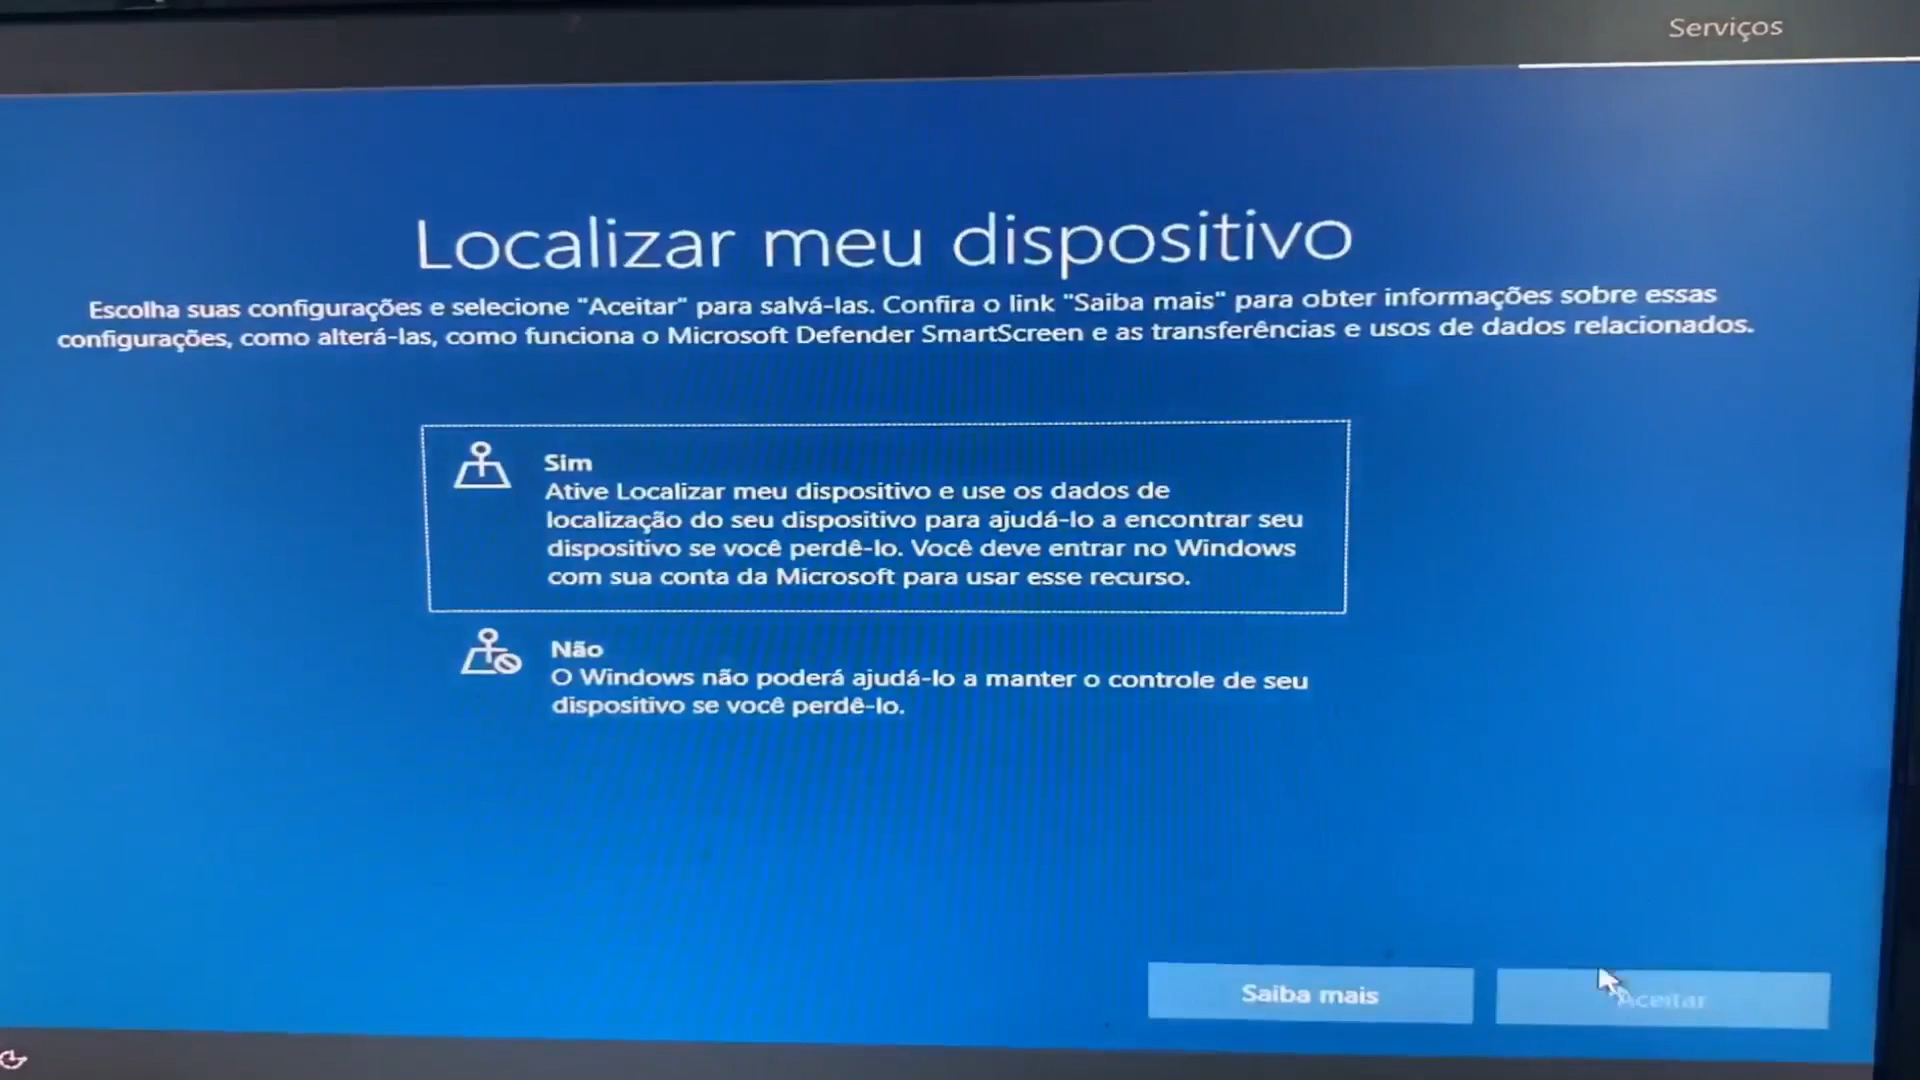 Serviços
Localizar meu dispositivo
Escolha suas configurações e selecione "Aceitar" para salvá-las. Confira o link "Saiba mais" para obter informações sobre essas
configurações, como alterá-las, como funciona o Microsoft Defender SmartScreen e as transferências e usos de dados relacionados.
Sim
Ative Localizar meu dispositivo e use os dados de
localização do seu dispositivo para ajudá-lo a encontrar seu
dispositivo se você perdê-lo. Você deve entrar no Windows
com sua conta da Microsoft para usar esse recurso.
Não
O Windows não poderá ajudá-lo a manter o controle de seu
dispositivo se você perdê-lo.
Saiba mais
Aceitar